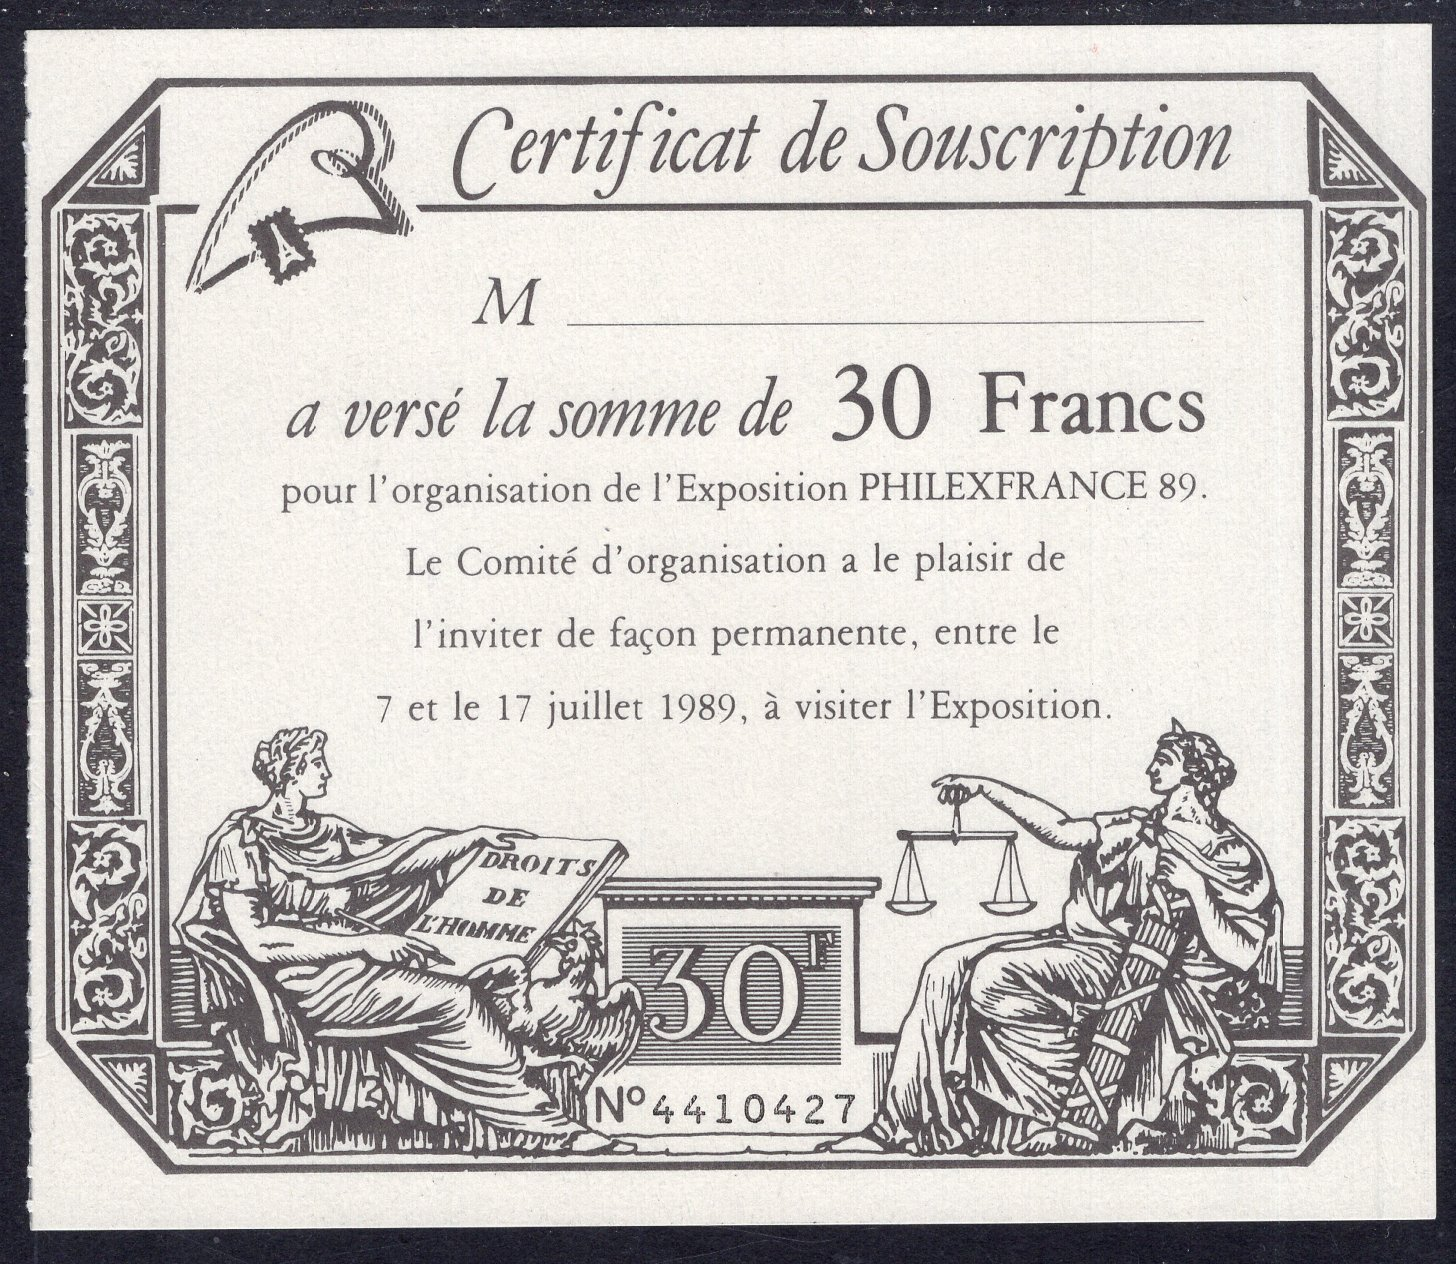 Certificat de Souscription
M
a versé la somme de 30 Francs
pour l'organisation de l'Exposition PHILEXFRANCE 89.
Le Comité d'organisation a le plaisir de
l'inviter de façon permanente, entre le
7 et le 17 juillet 1989, à visiter l'Exposition.
DROITS
DE
L'HOMME
30F
Nº4410427